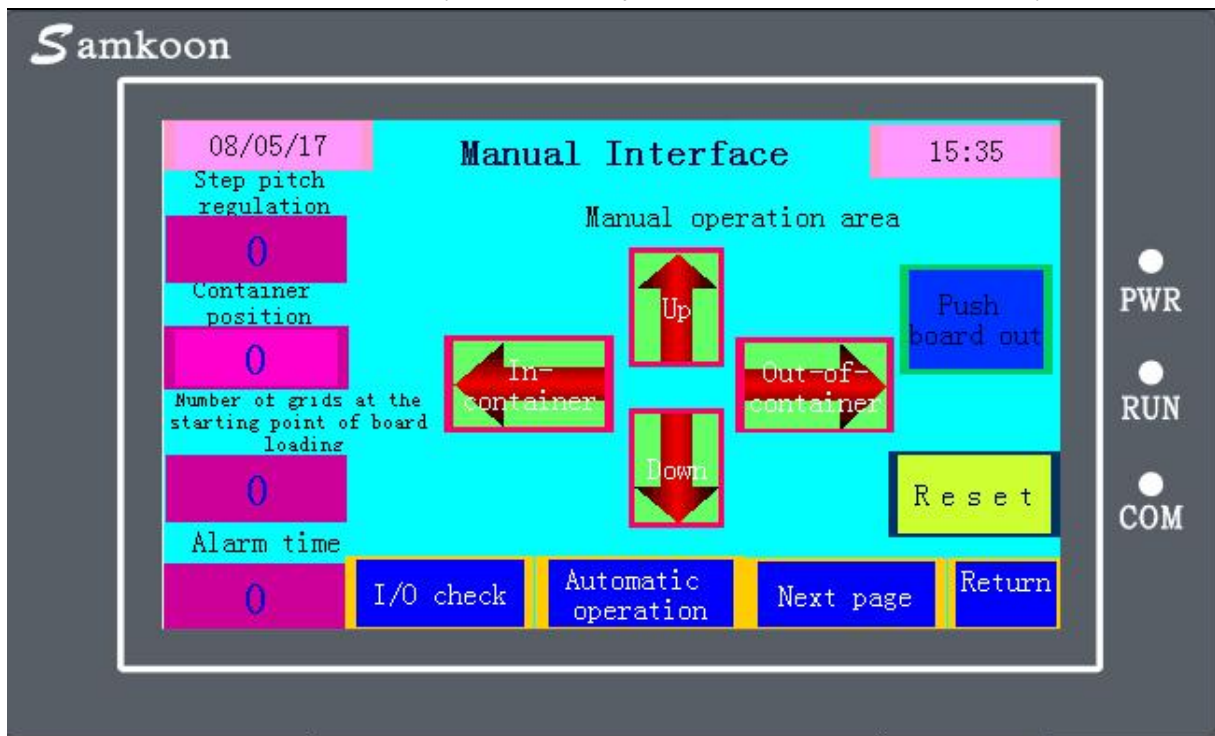 Samkoon
08/05/17
Manual Interface
15:35
Step pitch
regulation
0
Manual operation area
Container
position
0
Up
In-
container
Out-of-
container
Down
Push
board out
PWR
RUN
COM
Number of grids at the
starting point of board
loading
0
Reset
Alarm time
0
I/O check
Automatic
operation
Next page
Return